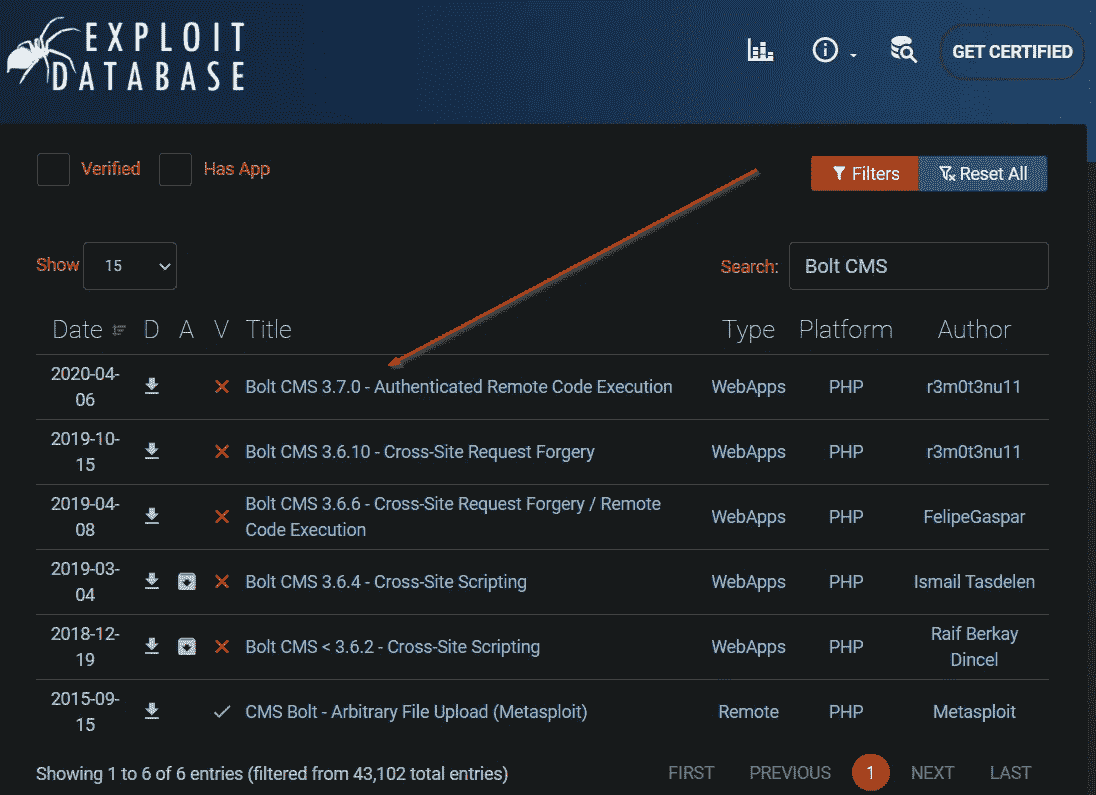 EXPLOIT
DATABASE
GET CERTIFIED
Verified
Has App
Filters
Reset All
Show 15
Search: Bolt CMS
Date D A V Title Type Platform Author
2020-04-
06
Bolt CMS 3.7.0 - Authenticated Remote Code Execution WebApps PHP r3m0t3nu11
2019-10-
15
Bolt CMS 3.6.10 - Cross-Site Request Forgery WebApps PHP r3m0t3nu11
2019-04-
08
Bolt CMS 3.6.6 - Cross-Site Request Forgery / Remote
Code Execution
WebApps PHP FelipeGaspar
2019-03-
04
Bolt CMS 3.6.4 - Cross-Site Scripting WebApps PHP Ismail Tasdelen
2018-12-
19
Bolt CMS < 3.6.2 - Cross-Site Scripting WebApps PHP
Raif Berkay
Dincel
2015-09-
15
CMS Bolt - Arbitrary File Upload (Metasploit) Remote PHP Metasploit
Showing 1 to 6 of 6 entries (filtered from 43,102 total entries)
FIRST PREVIOUS 1 NEXT LAST